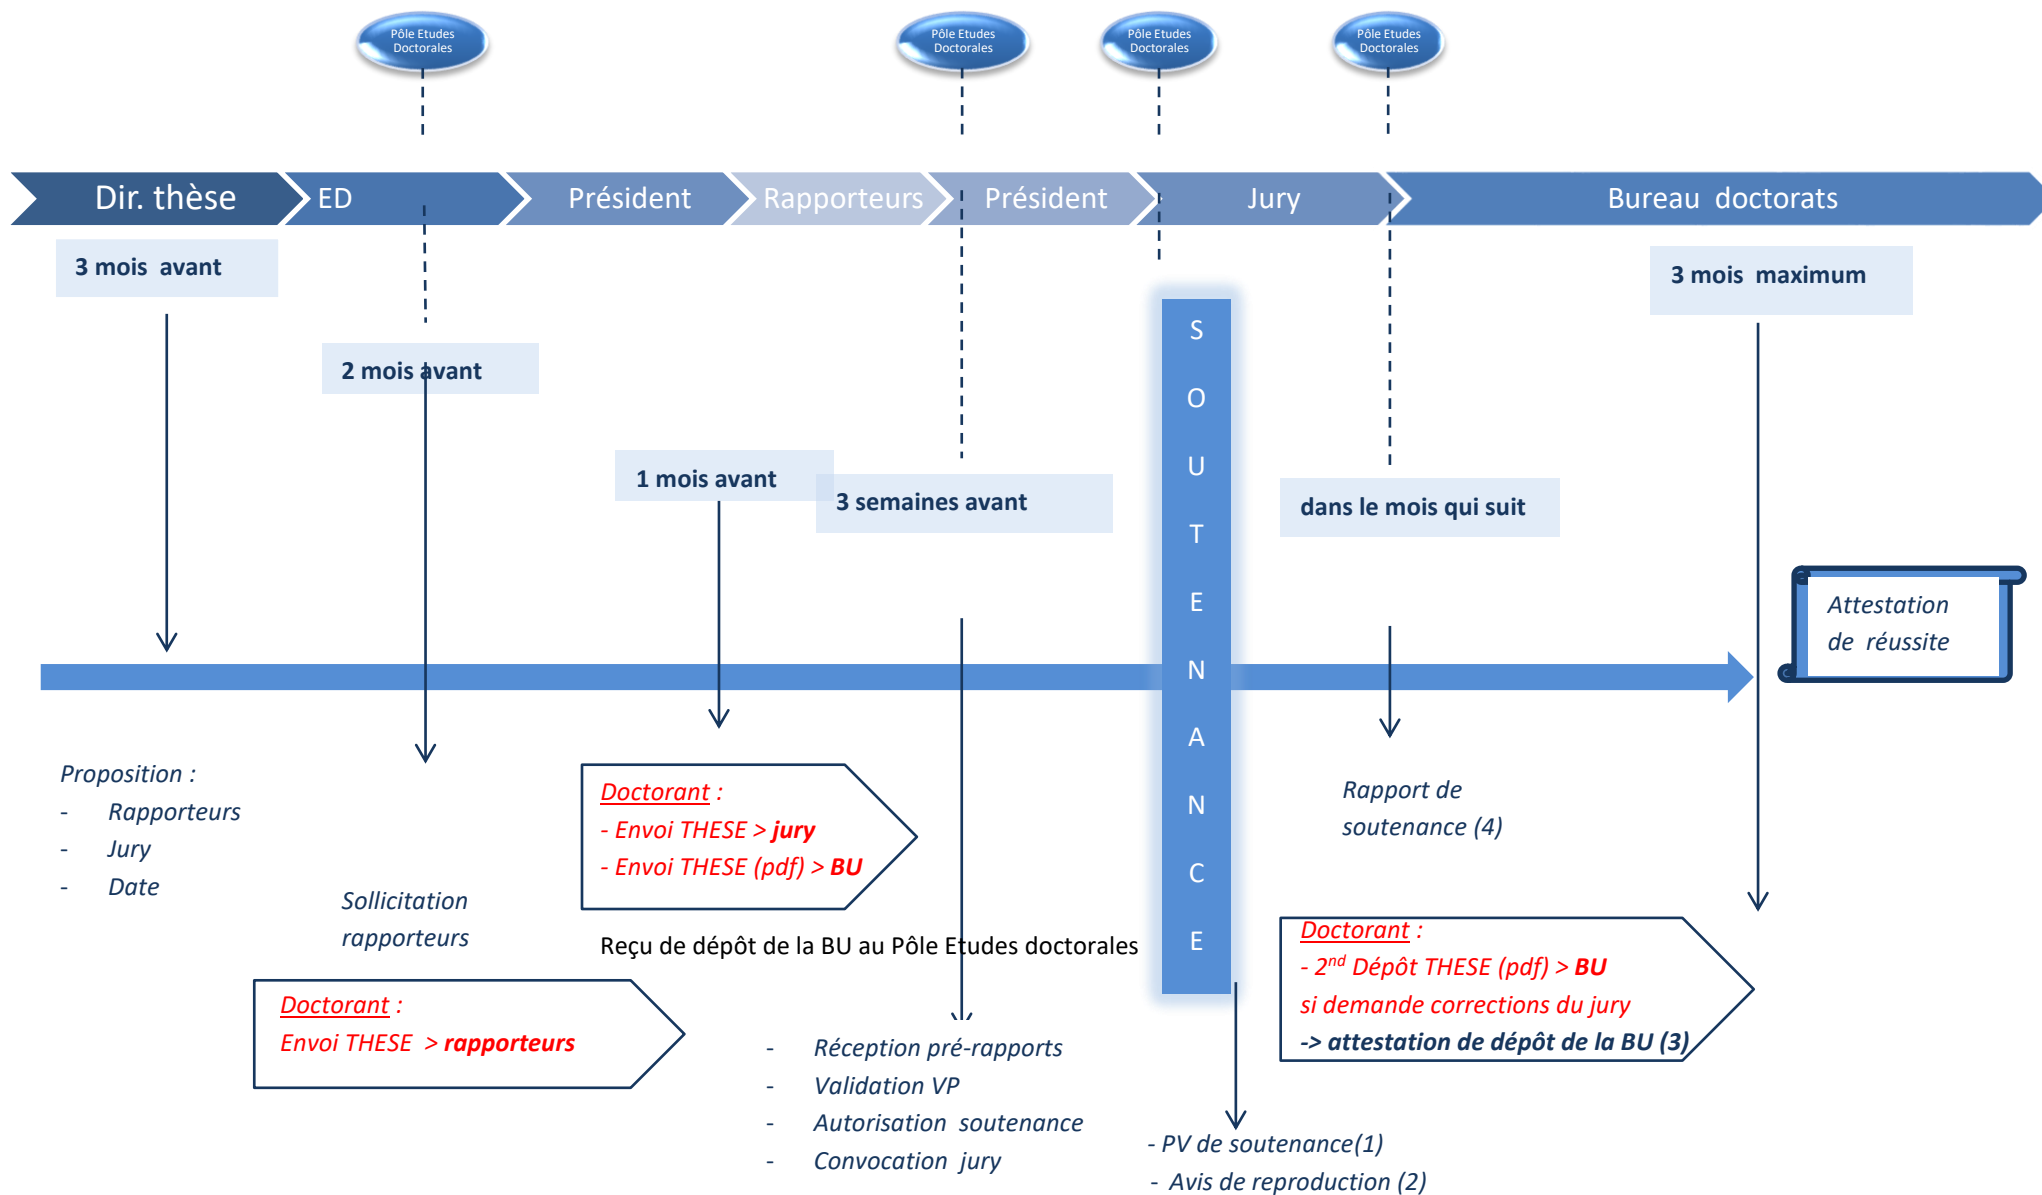 Pôle Etudes
Doctorales
Pôle Etudes
Doctorales
Pôle Etudes
Doctorales
Pôle Etudes
Doctorales
Dir. thèse
ED
Président
Rapporteurs
Président
Jury
Bureau doctorats
3 mois avant
3 mois maximum
2 mois avant
1 mois avant
3 semaines avant
dans le mois qui suit
S
O
U
T
E
N
A
N
C
E
Attestation
de réussite
Proposition :
- Rapporteurs
- Jury
- Date
Sollicitation
rapporteurs
Doctorant :
Envoi THESE > rapporteurs
Doctorant :
- Envoi THESE > jury
- Envoi THESE (pdf) > BU
Reçu de dépôt de la BU au Pôle Etudes doctorales
- Réception pré-rapports
- Validation VP
- Autorisation soutenance
- Convocation jury
- PV de soutenance(1)
- Avis de reproduction (2)
Rapport de
soutenance (4)
Doctorant :
- 2nd Dépôt THESE (pdf) > BU
si demande corrections du jury
-> attestation de dépôt de la BU (3)